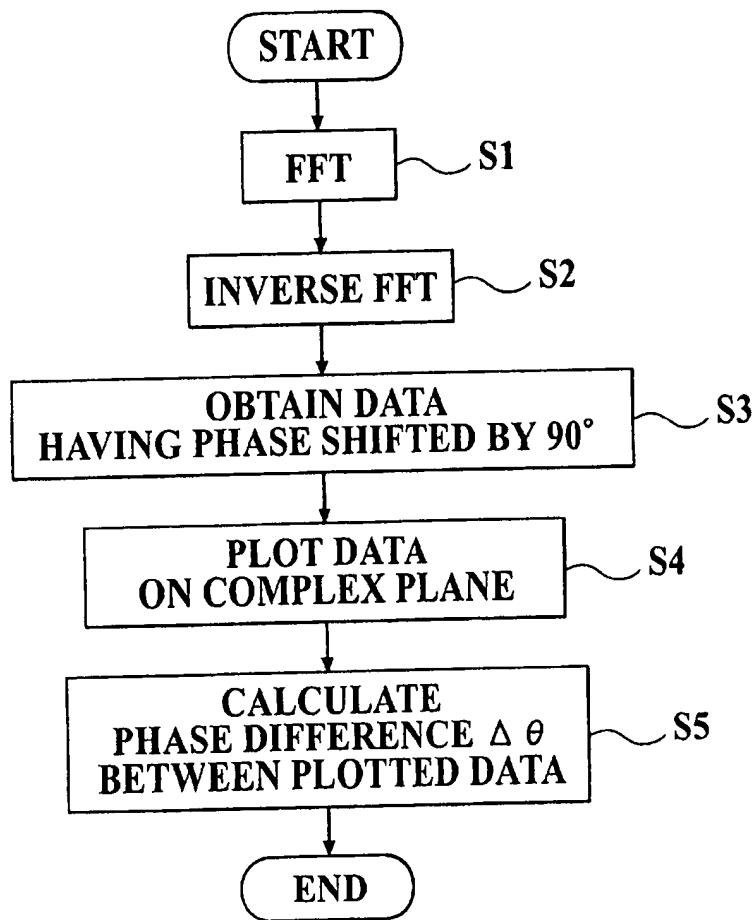 START
FFT
S1
INVERSE FFT
S2
OBTAIN DATA
HAVING PHASE SHIFTED BY 90°
S3
PLOT DATA
ON COMPLEX PLANE
S4
CALCULATE
PHASE DIFFERENCE Δ θ
BETWEEN PLOTTED DATA
S5
END